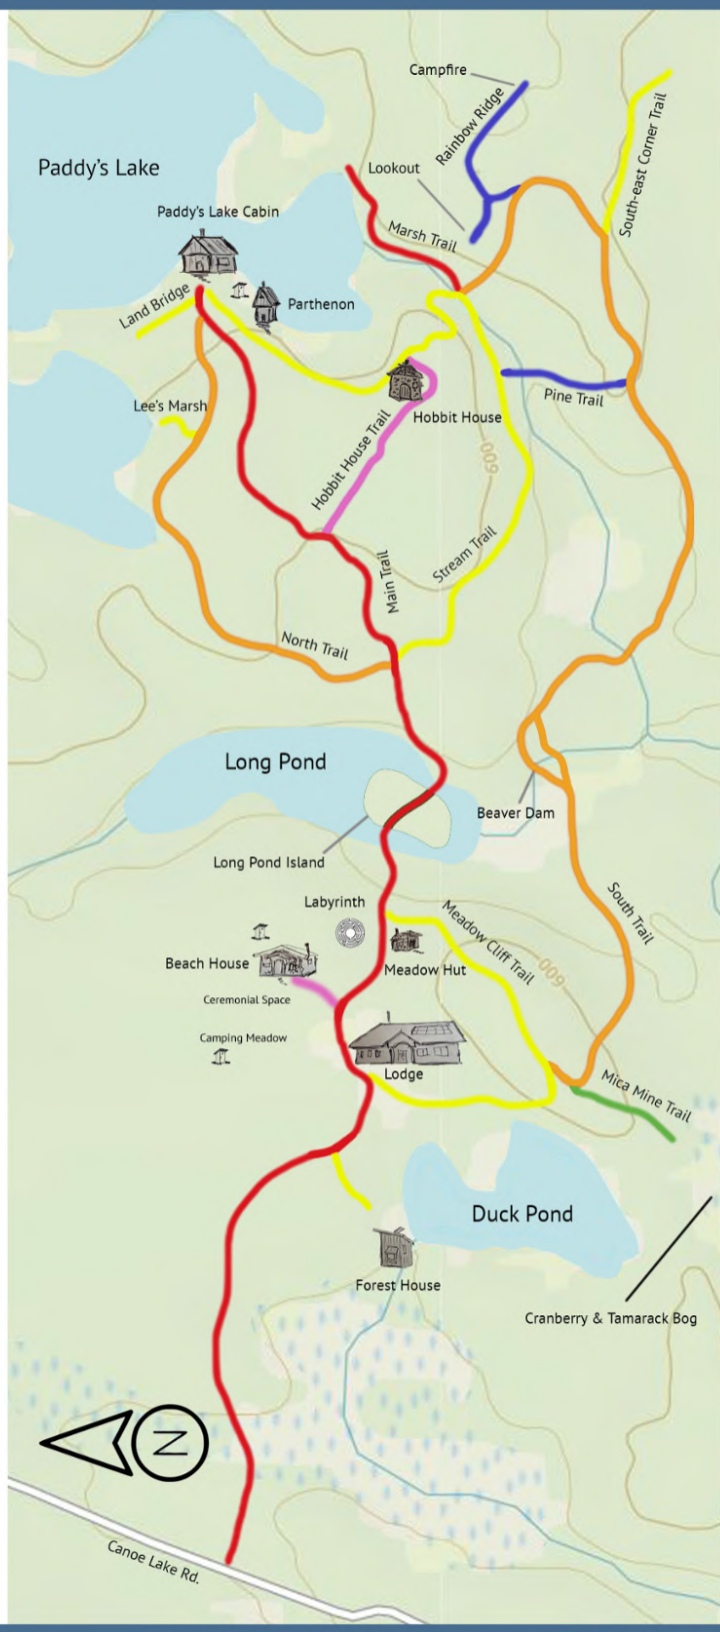 Campfire
Rainbow Ridge
South-east Corner Trail
Paddy's Lake
Lookout
Paddy's Lake Cabin
Marsh Trail
Land Bridge
Parthenon
Pine Trail
Lee's Marsh
Hobbit House
Hobbit House Trail
600
Stream Trail
Main Trail
North Trail
Long Pond
Beaver Dam
Long Pond Island
Labyrinth
Meadow Cliff Trail
South Trail
Beach House
Meadow Hut
600
Ceremonial Space
Camping Meadow
Lodge
Mica Mine Trail
Duck Pond
Forest House
Cranberry & Tamarack Bog
N
Canoe Lake Rd.